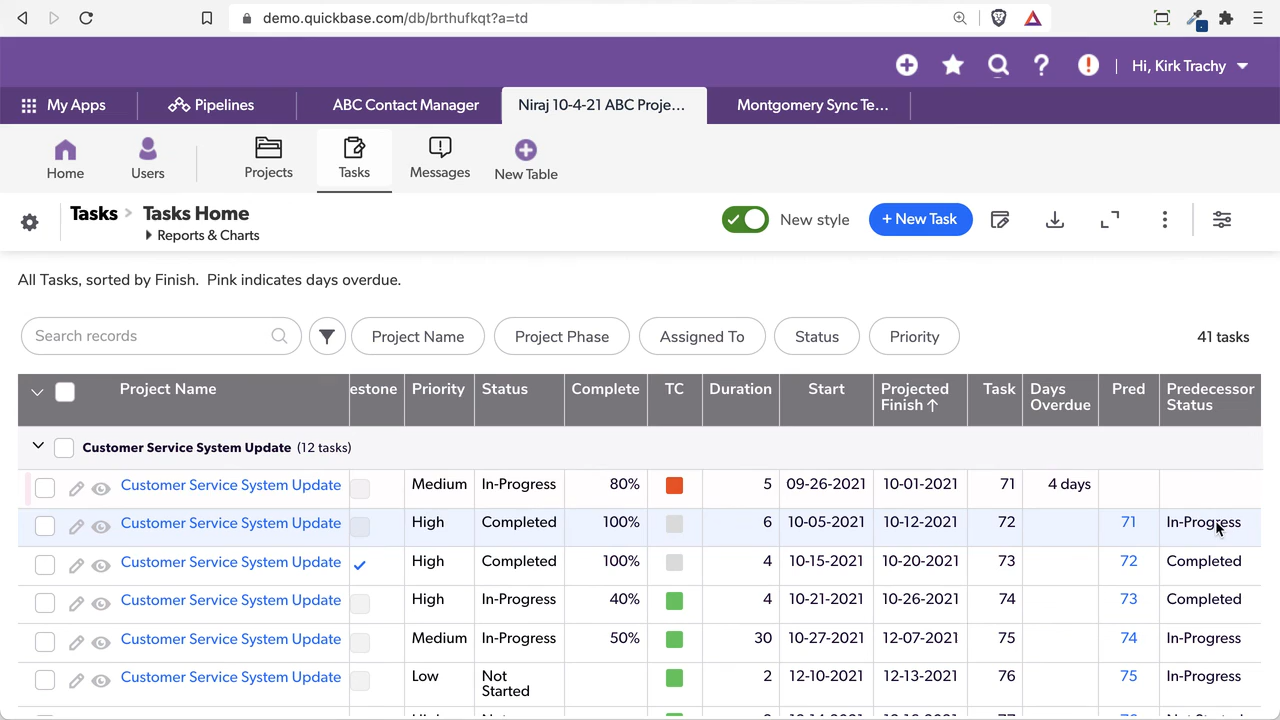 demo.quickbase.com/db/brthufkqt?a=td
Hi, Kirk Trachy
My Apps
Pipelines
ABC Contact Manager
Niraj 10-4-21 ABC Proje...
Montgomery Sync Te...
Home
Users
Projects
Tasks
Messages
New Table
Tasks > Tasks Home
Reports & Charts
New style
+ New Task
All Tasks, sorted by Finish. Pink indicates days overdue.
Search records
Project Name
Project Phase
Assigned To
Status
Priority
41 tasks
Project Name estone Priority Status Complete TC Duration Start Projected Finish ↑ Task Days Overdue Pred Predecessor Status
Customer Service System Update (12 tasks)
Customer Service System Update Medium In-Progress 80% 5 09-26-2021 10-01-2021 71 4 days
Customer Service System Update High Completed 100% 6 10-05-2021 10-12-2021 72 71 In-Progress
Customer Service System Update High Completed 100% 4 10-15-2021 10-20-2021 73 72 Completed
Customer Service System Update High In-Progress 40% 4 10-21-2021 10-26-2021 74 73 Completed
Customer Service System Update Medium In-Progress 50% 30 10-27-2021 12-07-2021 75 74 In-Progress
Customer Service System Update Low Not Started 2 12-10-2021 12-13-2021 76 75 In-Progress